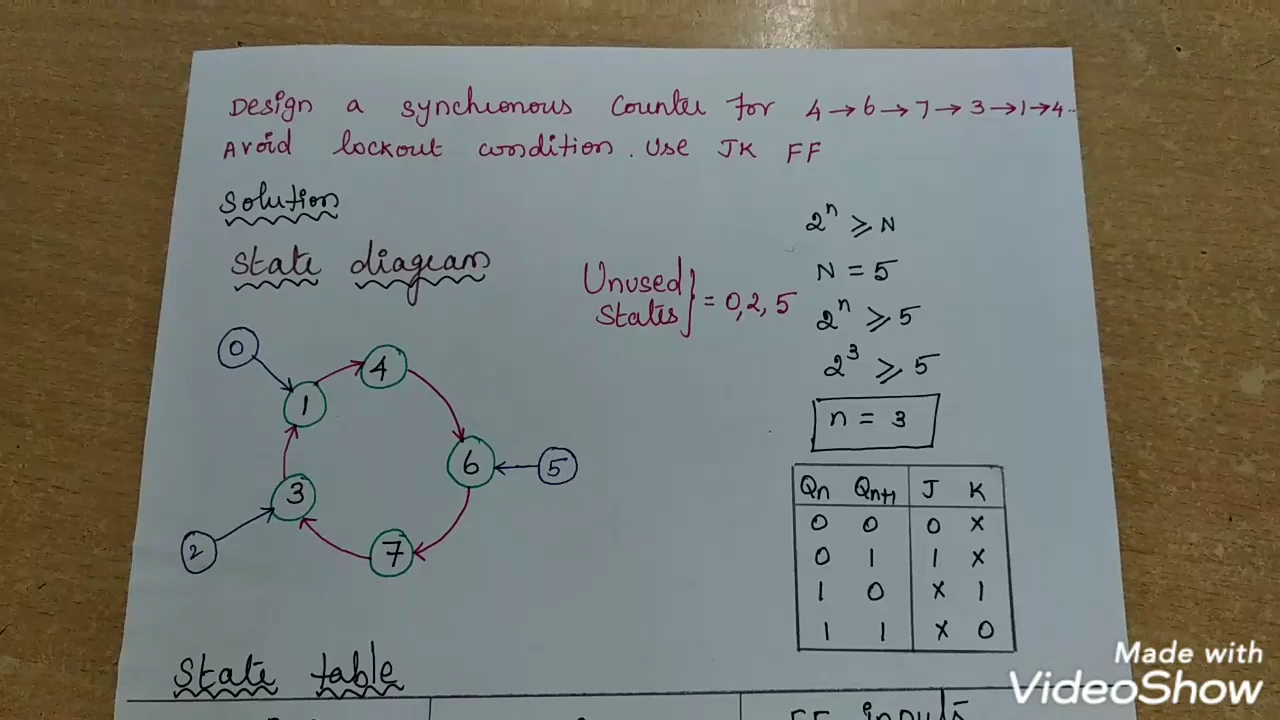 Design a synchronous counter for 4→6→7→3→1→4..
Avoid lockout condition. Use JK FF
Solution
State diagram
Unused
States} = 0,2,5
2ⁿ ⩾ N
N = 5
2ⁿ ⩾ 5
2³ ⩾ 5
n = 3
0
4
1
6
5
3
2
7
Qn Qn+1 J K
0 0 0 x
0 1 1 x
1 0 x 1
1 1 x 0
State table
FF inputs
Made with
VideoShow